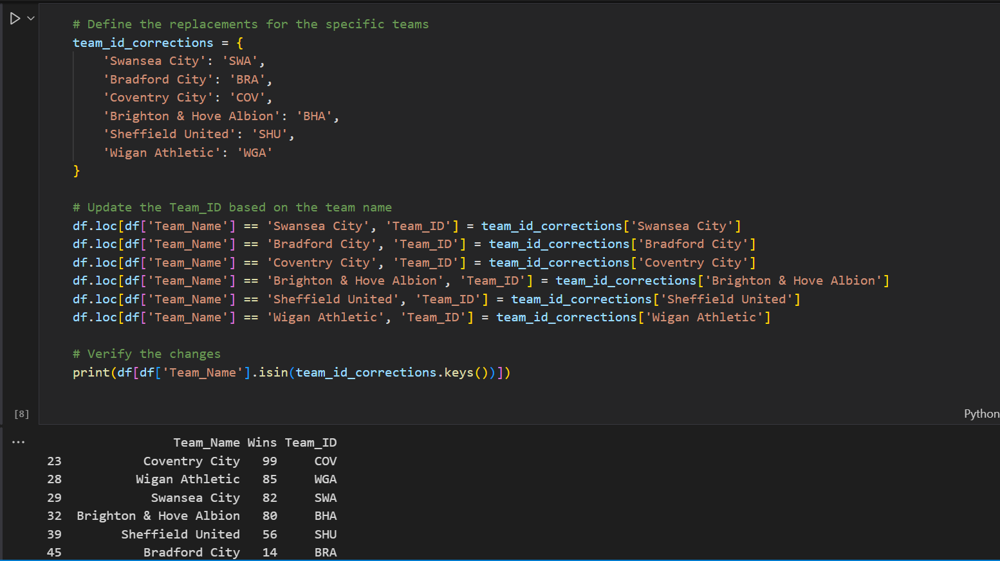 # Define the replacements for the specific teams
team_id_corrections = {
    'Swansea City': 'SWA',
    'Bradford City': 'BRA',
    'Coventry City': 'COV',
    'Brighton & Hove Albion': 'BHA',
    'Sheffield United': 'SHU',
    'Wigan Athletic': 'WGA'
}
# Update the Team_ID based on the team name
df.loc[df['Team_Name'] == 'Swansea City', 'Team_ID'] = team_id_corrections['Swansea City']
df.loc[df['Team_Name'] == 'Bradford City', 'Team_ID'] = team_id_corrections['Bradford City']
df.loc[df['Team_Name'] == 'Coventry City', 'Team_ID'] = team_id_corrections['Coventry City']
df.loc[df['Team_Name'] == 'Brighton & Hove Albion', 'Team_ID'] = team_id_corrections['Brighton & Hove Albion']
df.loc[df['Team_Name'] == 'Sheffield United', 'Team_ID'] = team_id_corrections['Sheffield United']
df.loc[df['Team_Name'] == 'Wigan Athletic', 'Team_ID'] = team_id_corrections['Wigan Athletic']
# Verify the changes
print(df[df['Team_Name'].isin(team_id_corrections.keys())])
[8] Python
... Team_Name Wins Team_ID
23 Coventry City 99 COV
28 Wigan Athletic 85 WGA
29 Swansea City 82 SWA
32 Brighton & Hove Albion 80 BHA
39 Sheffield United 56 SHU
45 Bradford City 14 BRA